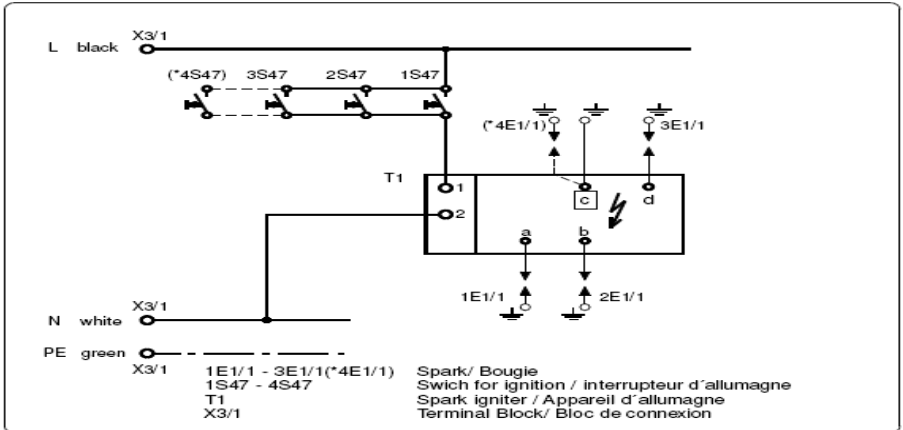 X3/1
L black
(*4S47) 3S47 2S47 1S47
(*4E1/1) 3E1/1
T1
1
c d
2
a b
1E1/1 2E1/1
X3/1
N white
PE green
X3/1
1E1/1 - 3E1/1(*4E1/1) Spark/ Bougie
1S47 - 4S47 Swich for ignition / interrupteur d´allumagne
T1 Spark igniter / Appareil d´allumagne
X3/1 Terminal Block/ Bloc de connexion